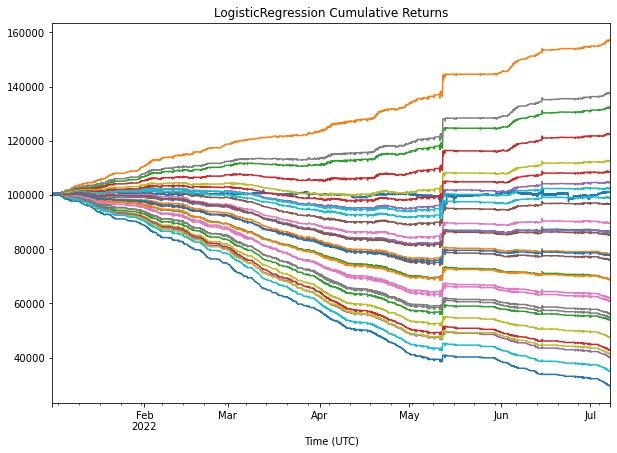 LogisticRegression Cumulative Returns
160000
140000
120000
100000
80000
60000
40000
Feb
2022
Mar
Apr
May
Jun
Jul
Time (UTC)